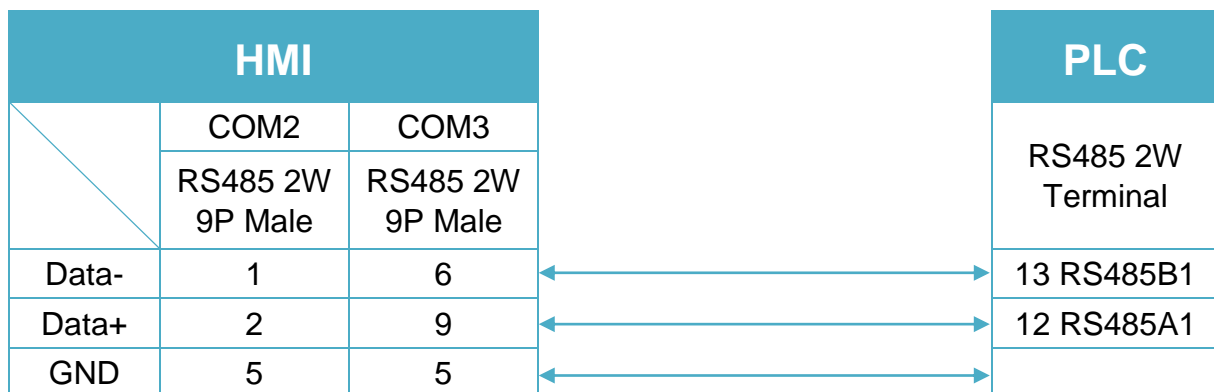 HMI
PLC
COM2 COM3
RS485 2W
9P Male
RS485 2W
9P Male
RS485 2W
Terminal
Data- 1 6 13 RS485B1
Data+ 2 9 12 RS485A1
GND 5 5